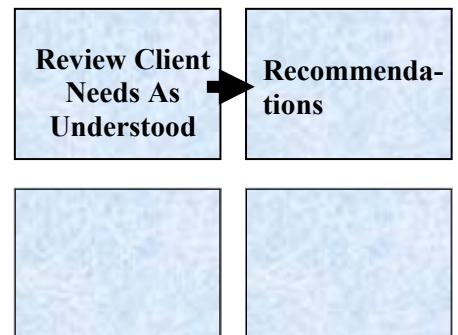 Review Client
Needs As
Understood
Recommenda-
tions